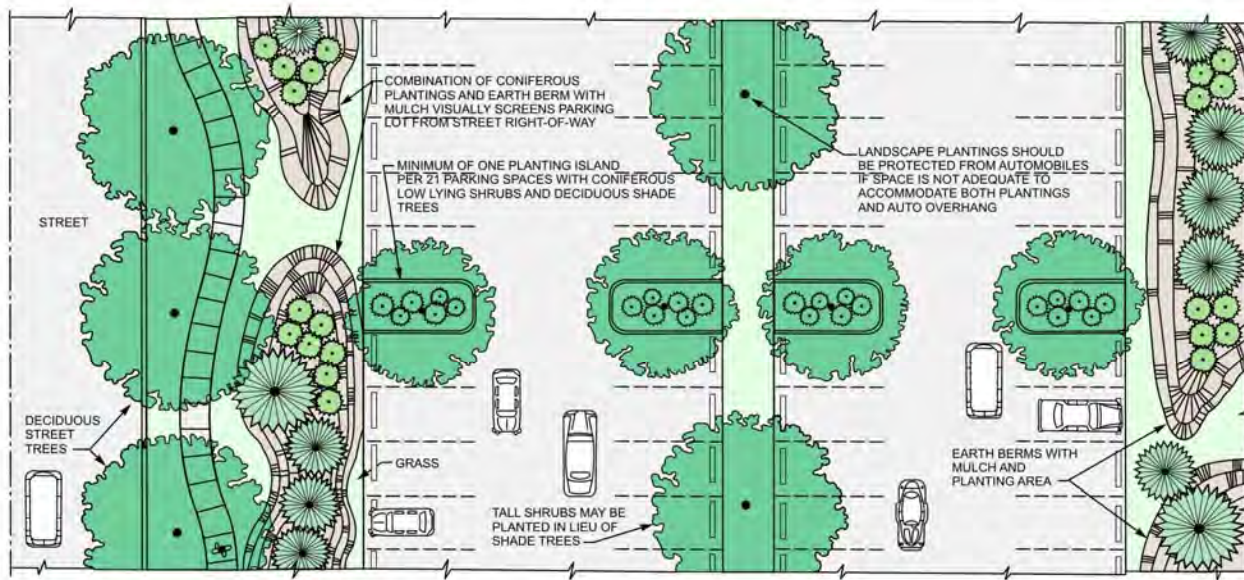 COMBINATION OF CONIFEROUS
PLANTINGS AND EARTH BERM WITH
MULCH VISUALLY SCREENS PARKING
LOT FROM STREET RIGHT-OF-WAY
LANDSCAPE PLANTINGS SHOULD
BE PROTECTED FROM AUTOMOBILES
IF SPACE IS NOT ADEQUATE TO
ACCOMMODATE BOTH PLANTINGS
AND AUTO OVERHANG
MINIMUM OF ONE PLANTING ISLAND
PER 21 PARKING SPACES WITH CONIFEROUS
LOW LYING SHRUBS AND DECIDUOUS SHADE
TREES
STREET
DECIDUOUS
STREET
TREES
GRASS
EARTH BERMS WITH
MULCH AND
PLANTING AREA
TALL SHRUBS MAY BE
PLANTED IN LIEU OF
SHADE TREES